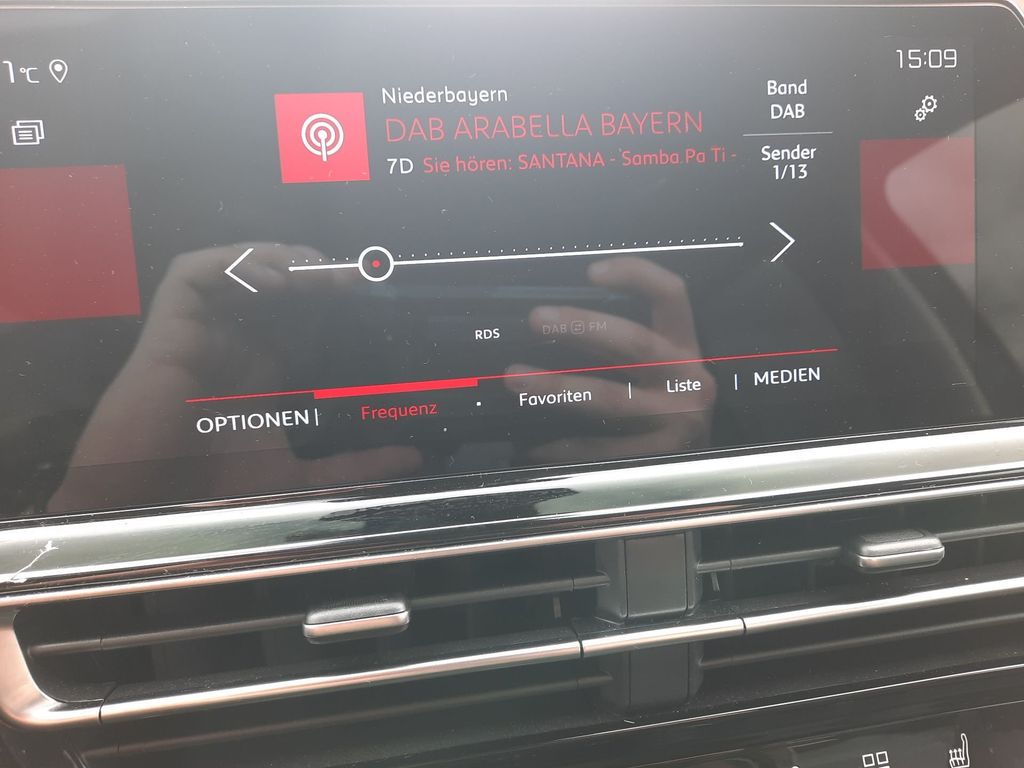 1°C
15:09
Niederbayern
DAB ARABELLA BAYERN
7D Sie hören: SANTANA - Samba Pa Ti -
Band
DAB
Sender
1/13
RDS
DAB FM
OPTIONEN | Frequenz
Favoriten | Liste | MEDIEN